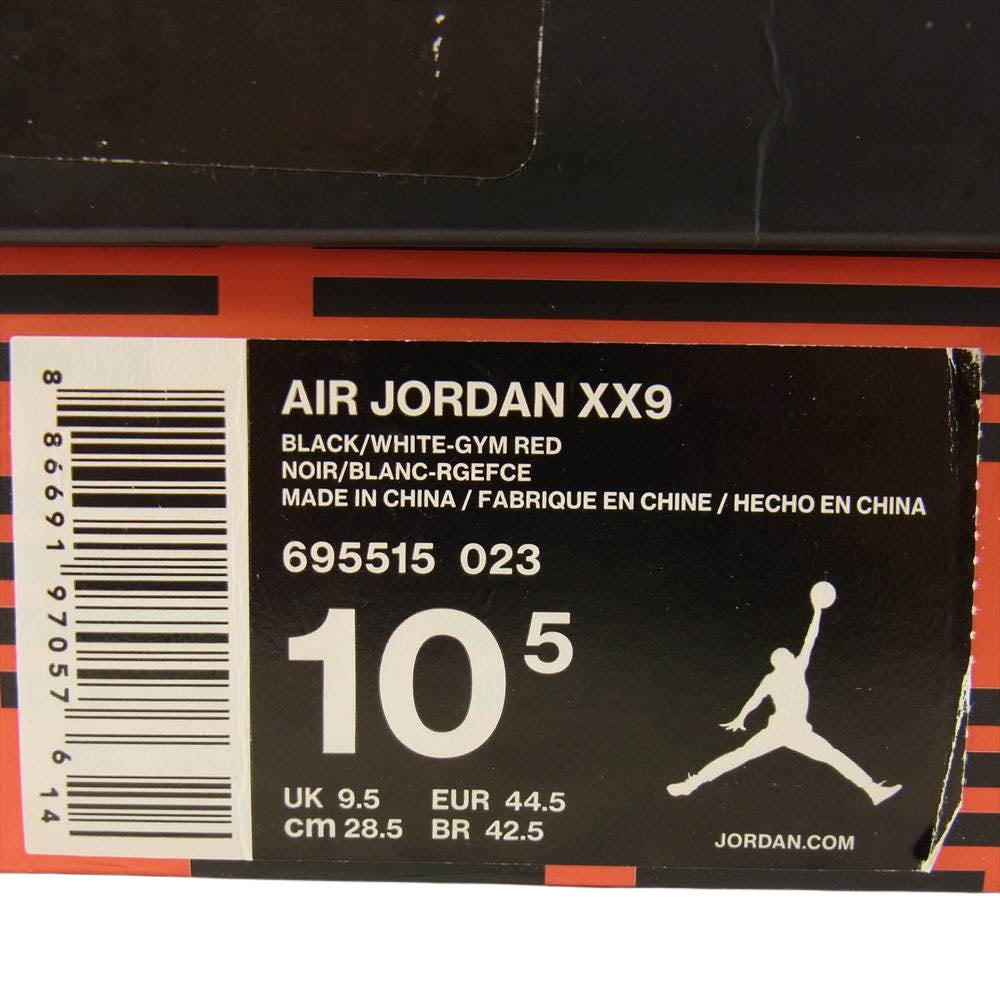 AIR JORDAN XX9
BLACK/WHITE-GYM RED
NOIR/BLANC-RGEFCE
MADE IN CHINA / FABRIQUE EN CHINE / HECHO EN CHINA
695515 023
10 5
UK 9.5 EUR 44.5
cm 28.5 BR 42.5
JORDAN.COM
8 86691 97057 6 14